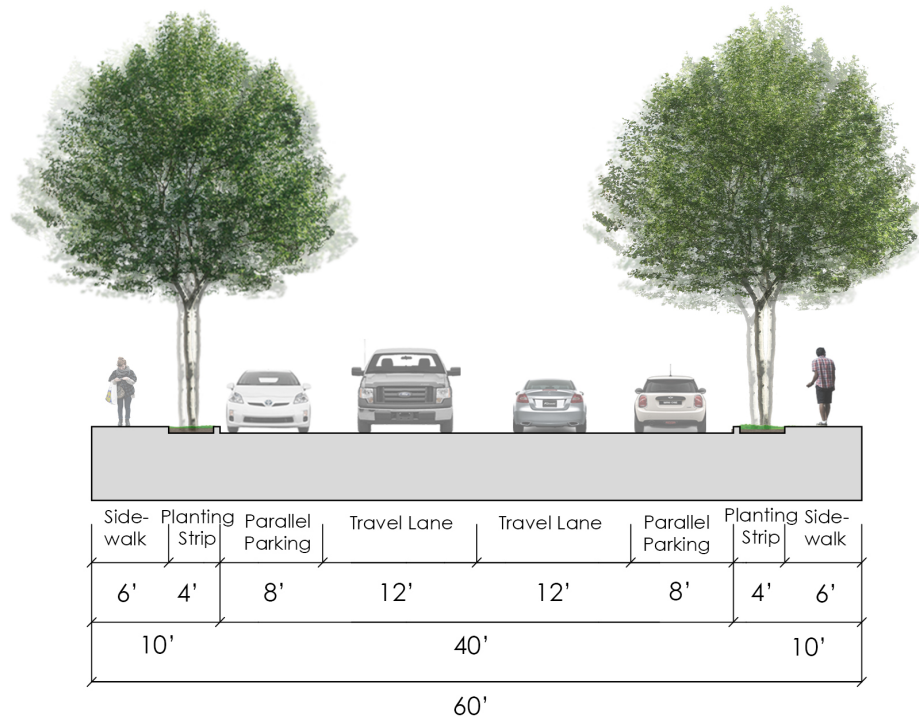 Side-
walk
Planting
Strip
Parallel
Parking
Travel Lane
Travel Lane
Parallel
Parking
Planting
Strip
Side-
walk
6’ 4’ 8’ 12’ 12’ 8’ 4’ 6’
10’ 40’ 10’
60’